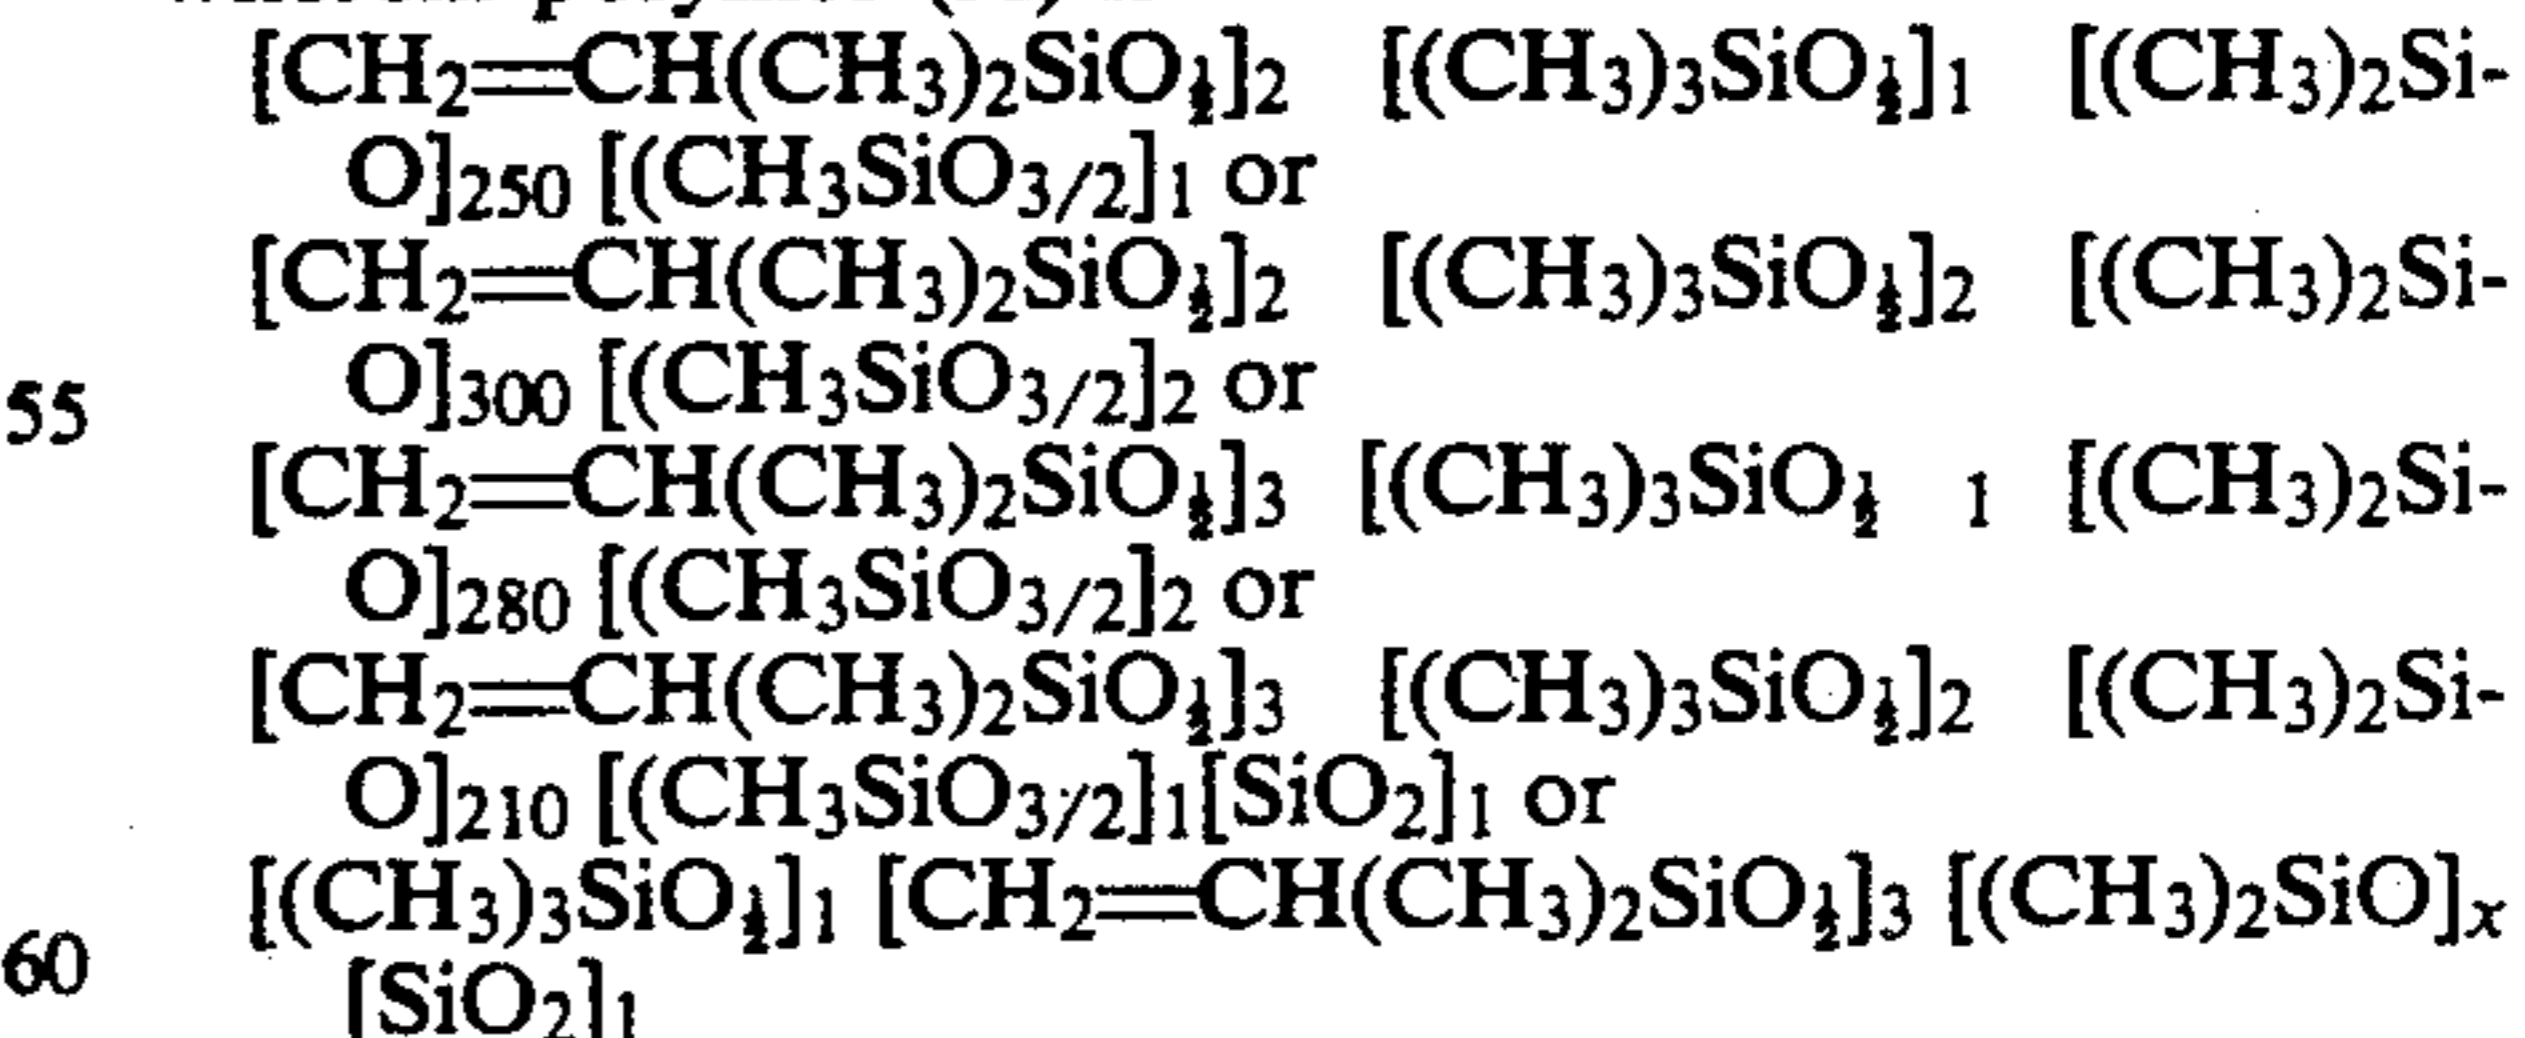 [CH2=CH(CH3)2SiO½]2 [(CH3)3SiO½]1 [(CH3)2Si-
O]250 [(CH3SiO3/2]1 or
[CH2=CH(CH3)2SiO½]2 [(CH3)3SiO½]2 [(CH3)2Si-
55 O]300 [(CH3SiO3/2]2 or
[CH2=CH(CH3)2SiO½]3 [(CH3)3SiO½ 1 [(CH3)2Si-
O]280 [(CH3SiO3/2]2 or
[CH2=CH(CH3)2SiO½]3 [(CH3)3SiO½]2 [(CH3)2Si-
O]210 [(CH3SiO3/2]1[SiO2]1 or
[(CH3)3SiO½]1 [CH2=CH(CH3)2SiO½]3 [(CH3)2SiO]x
60 [SiO2]1